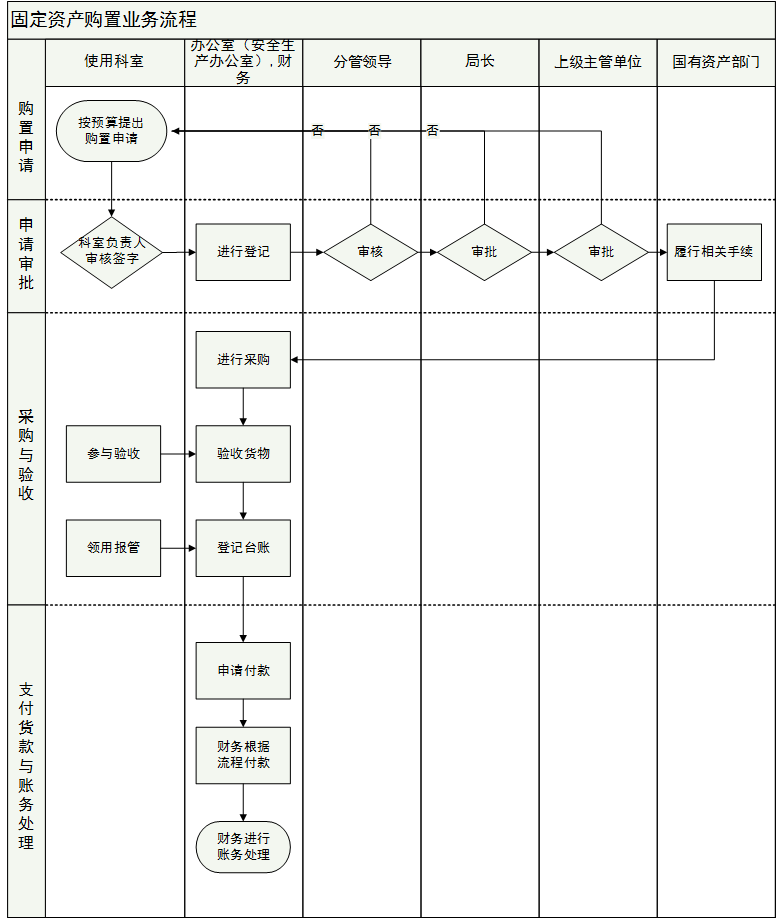 固定资产购置业务流程
使用科室
办公室（安全生
产办公室）,财
务
分管领导
局长
上级主管单位
国有资产部门
购置申请
按预算提出
购置申请
否
否
否
申请审批
科室负责人
审核签字
进行登记
审核
审批
审批
履行相关手续
采购与验收
进行采购
参与验收
验收货物
领用报管
登记台账
支付货款与账务处理
申请付款
财务根据
流程付款
财务进行
账务处理